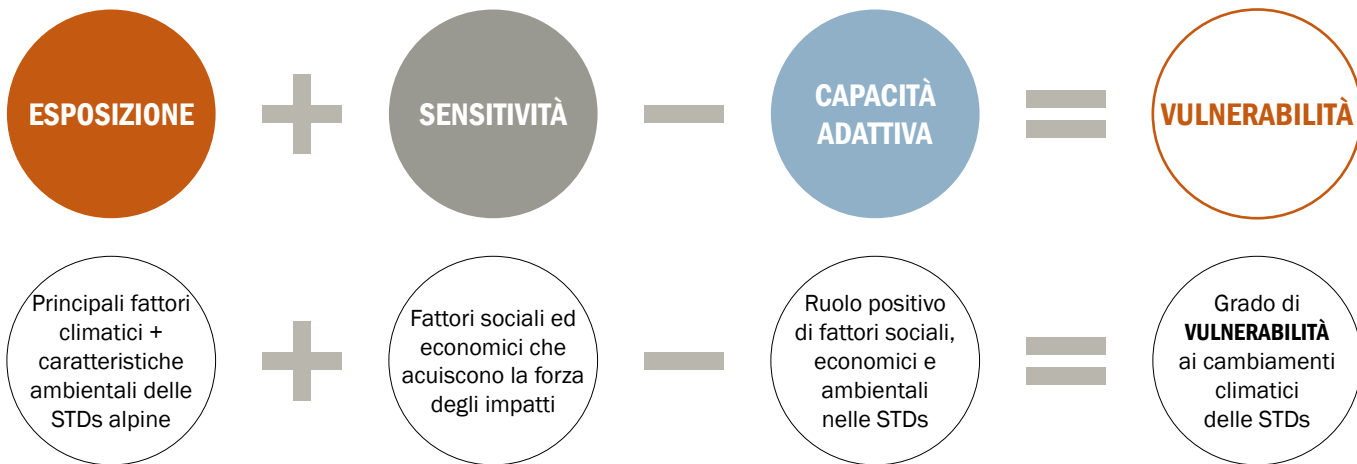 ESPOSIZIONE
+
SENSITIVITÀ
−
CAPACITÀ
ADATTIVA
=
VULNERABILITÀ
Principali fattori
climatici +
caratteristiche
ambientali delle
STDs alpine
+
Fattori sociali ed
economici che
acuiscono la forza
degli impatti
−
Ruolo positivo
di fattori sociali,
economici e
ambientali
nelle STDs
=
Grado di
VULNERABILITÀ
ai cambiamenti
climatici
delle STDs